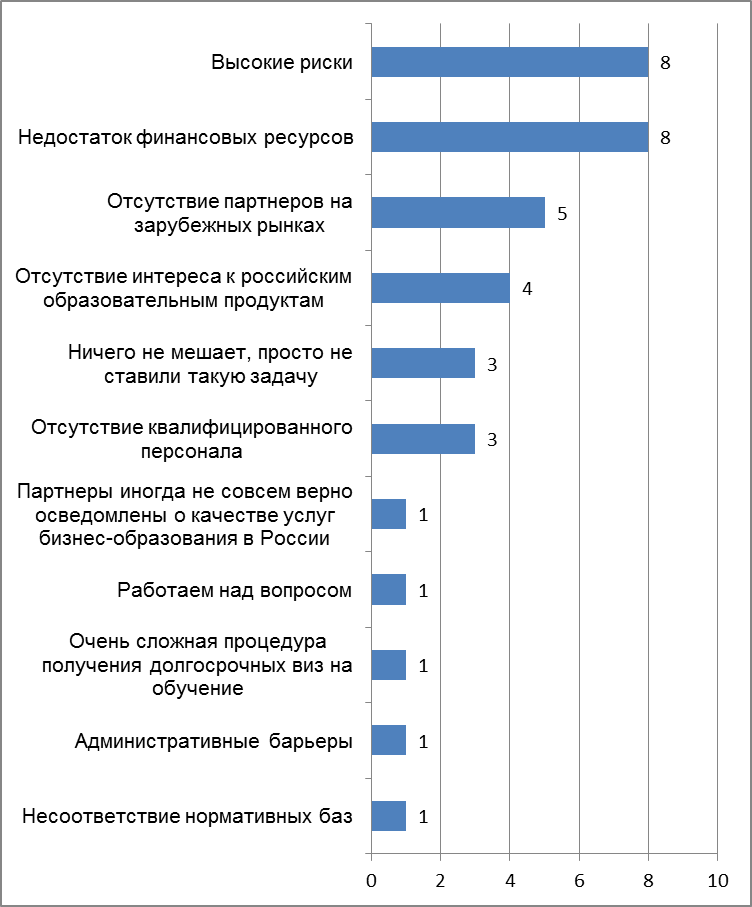 Высокие риски
8
Недостаток финансовых ресурсов
8
Отсутствие партнеров на
зарубежных рынках
5
Отсутствие интереса к российским
образовательным продуктам
4
Ничего не мешает, просто не
ставили такую задачу
3
Отсутствие квалифицированного
персонала
3
Партнеры иногда не совсем верно
осведомлены о качестве услуг
бизнес-образования в России
1
Работаем над вопросом
1
Очень сложная процедура
получения долгосрочных виз на
обучение
1
Административные барьеры
1
Несоответствие нормативных баз
1
0 2 4 6 8 10